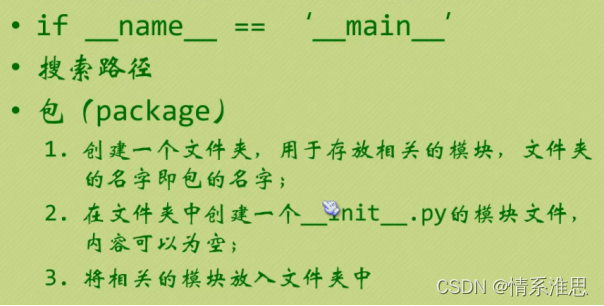 • if __name__ == ‘__main__’
• 搜索路径
• 包（package）
1. 创建一个文件夹，用于存放相关的模块，文件夹
的名字即包的名字；
2. 在文件夹中创建一个__init__.py的模块文件，
内容可以为空；
3. 将相关的模块放入文件夹中
CSDN @情系淮思